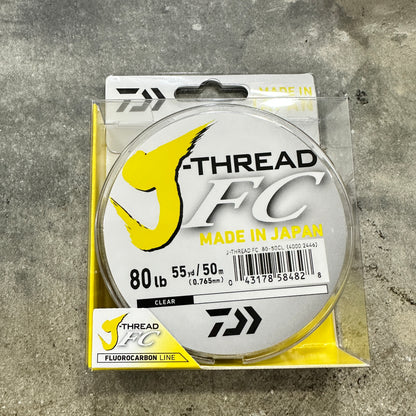 MADE IN
J-THREAD
FC
MADE IN JAPAN
J-THREAD FC 80-50CL [4000,2446]
80 lb 55 yd / 50 m
(0.765mm)
0 43178 58482 8
CLEAR
J-THREAD
FC
FLUOROCARBON LINE